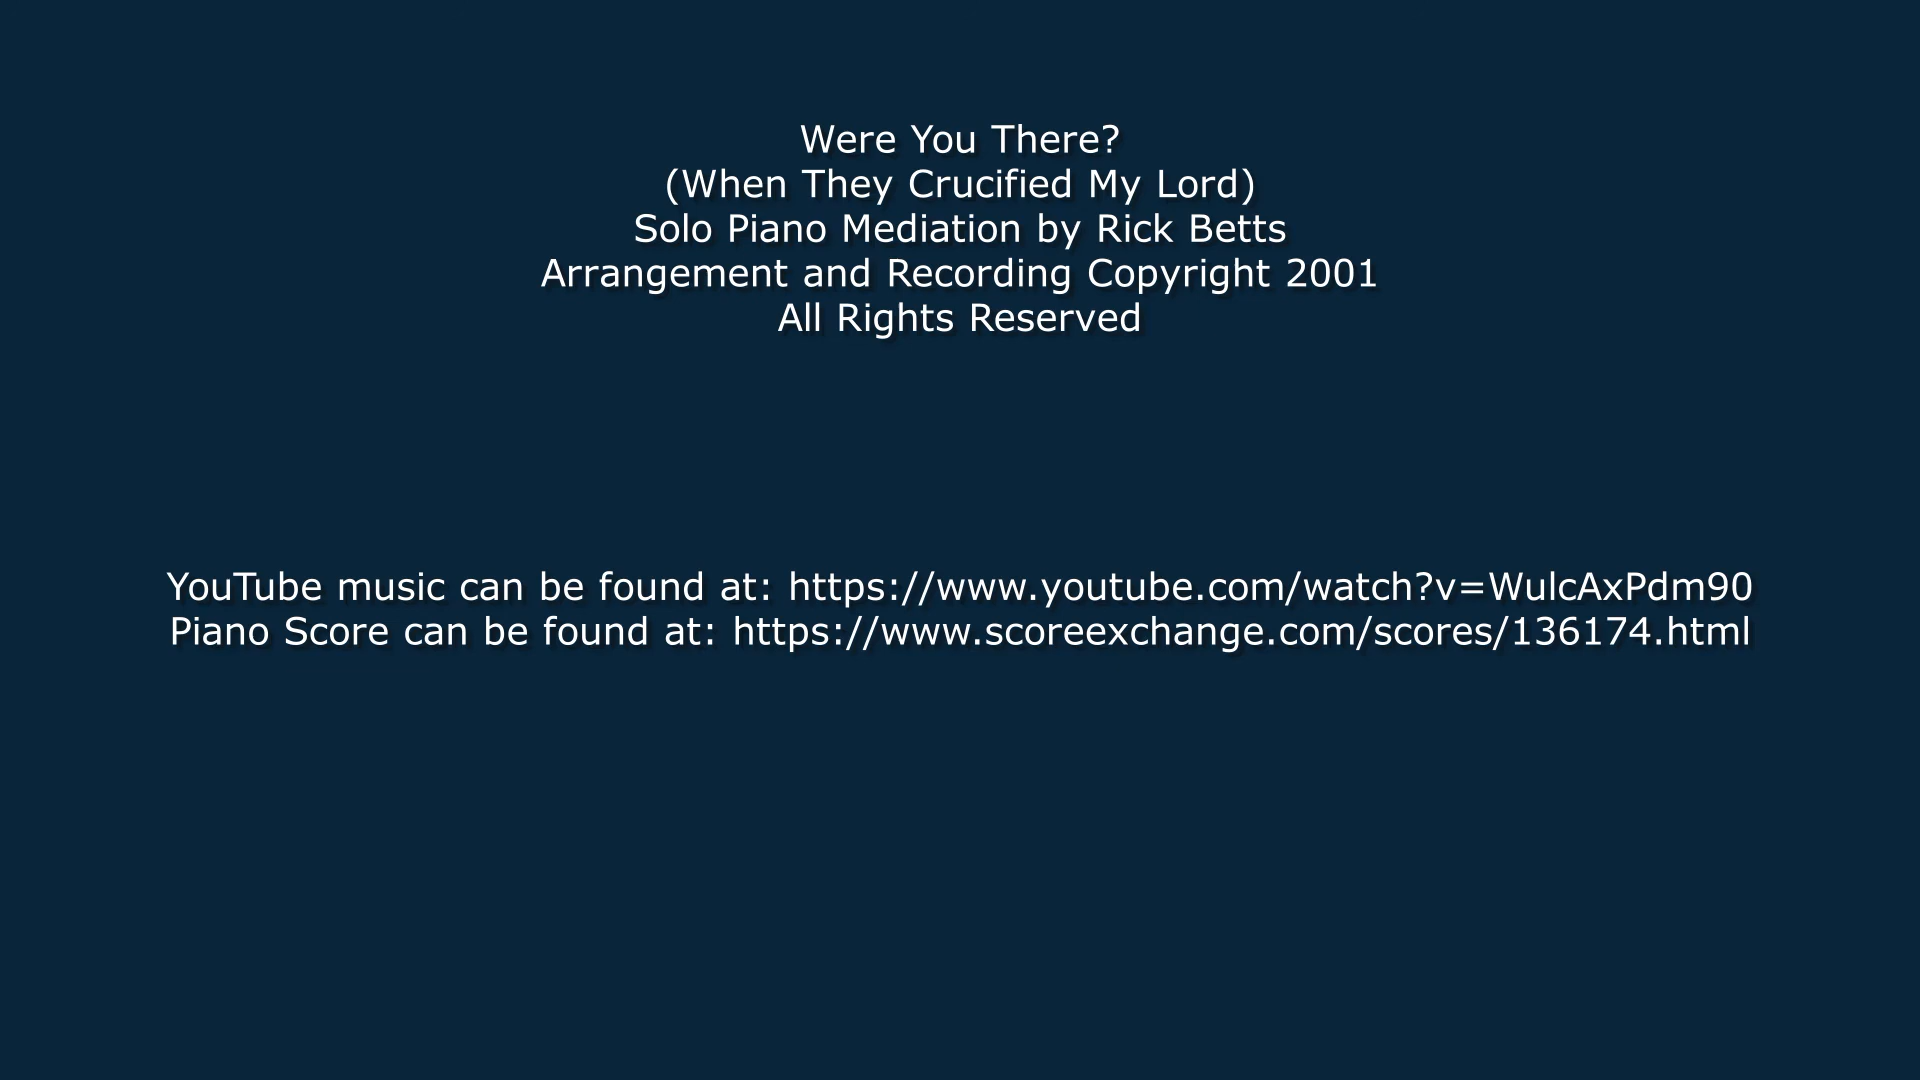 Were You There?
(When They Crucified My Lord)
Solo Piano Mediation by Rick Betts
Arrangement and Recording Copyright 2001
All Rights Reserved
YouTube music can be found at: https://www.youtube.com/watch?v=WulcAxPdm90
Piano Score can be found at: https://www.scoreexchange.com/scores/136174.html